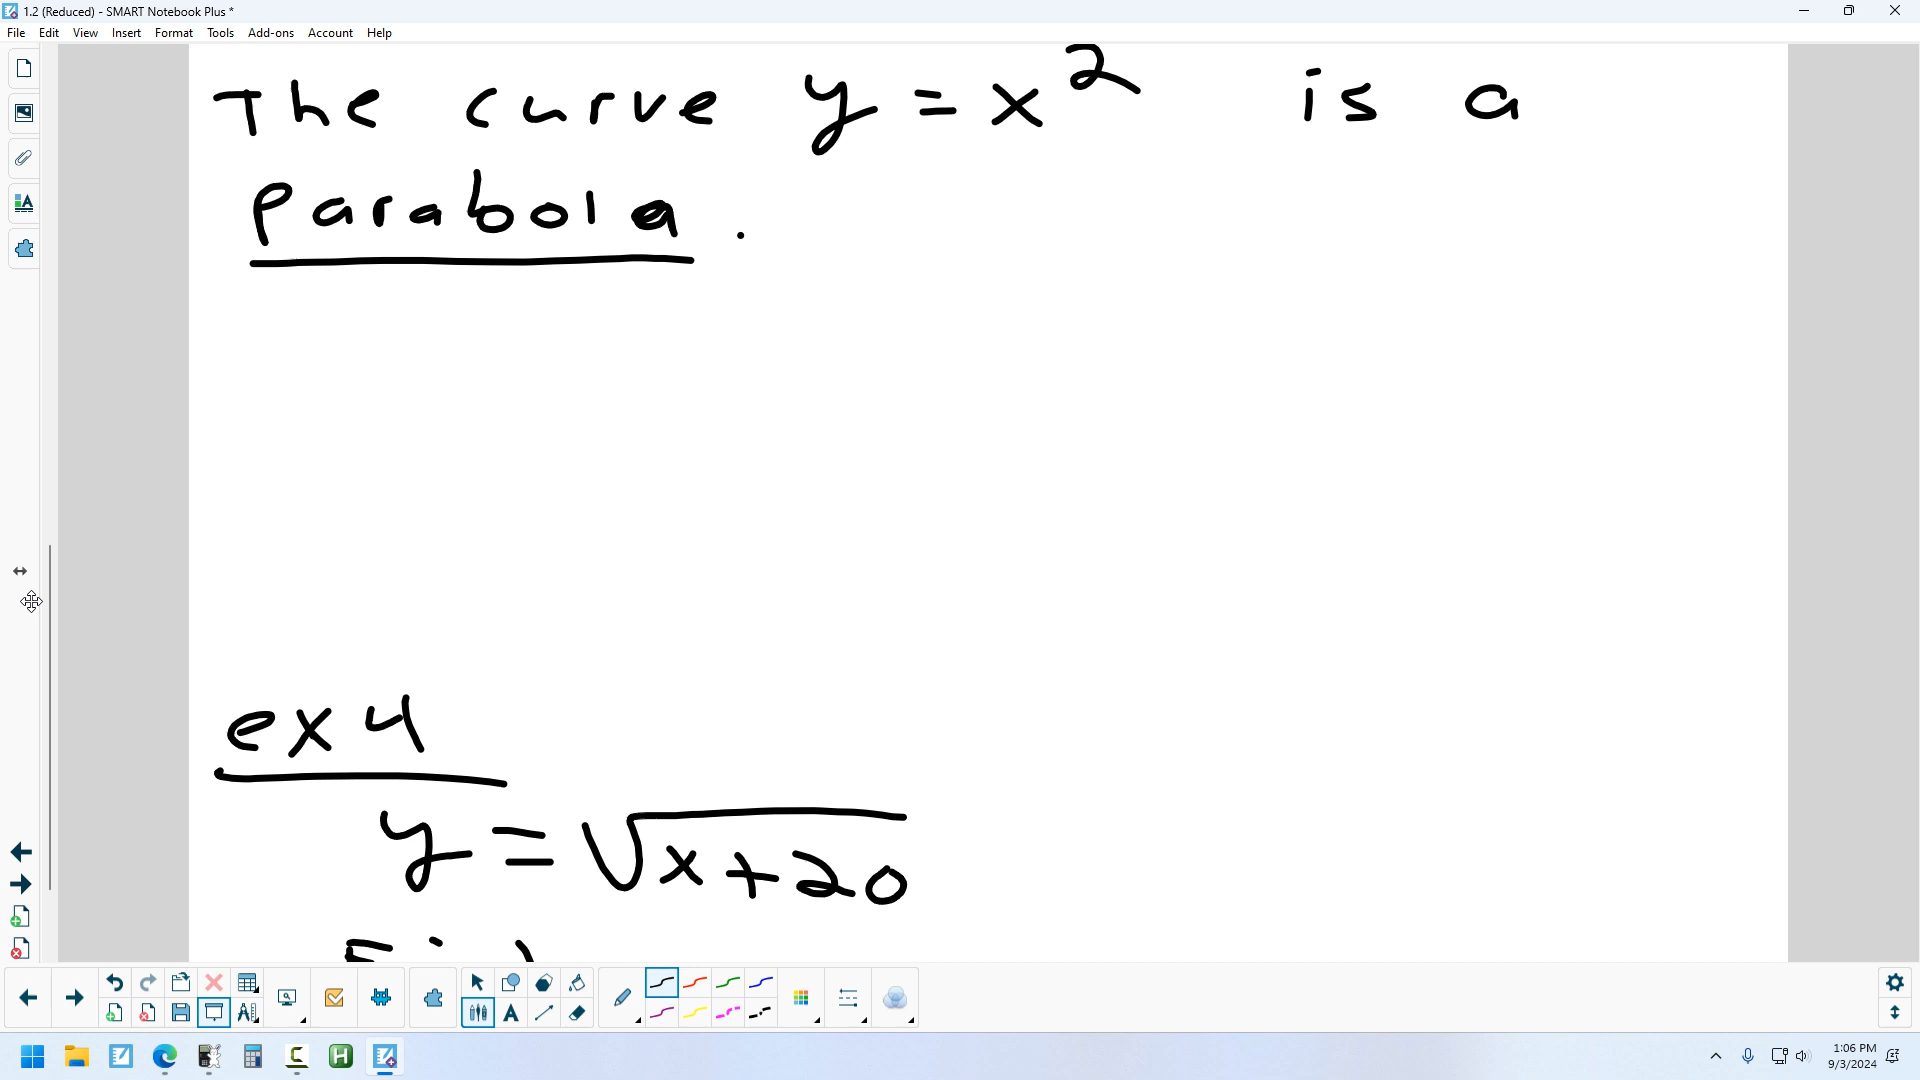 1.2 (Reduced) - SMART Notebook Plus *
File Edit View Insert Format Tools Add-ons Account Help
The curve y = x²   is a
parabola.
ex 4
y = √x+20
1:06 PM
9/3/2024